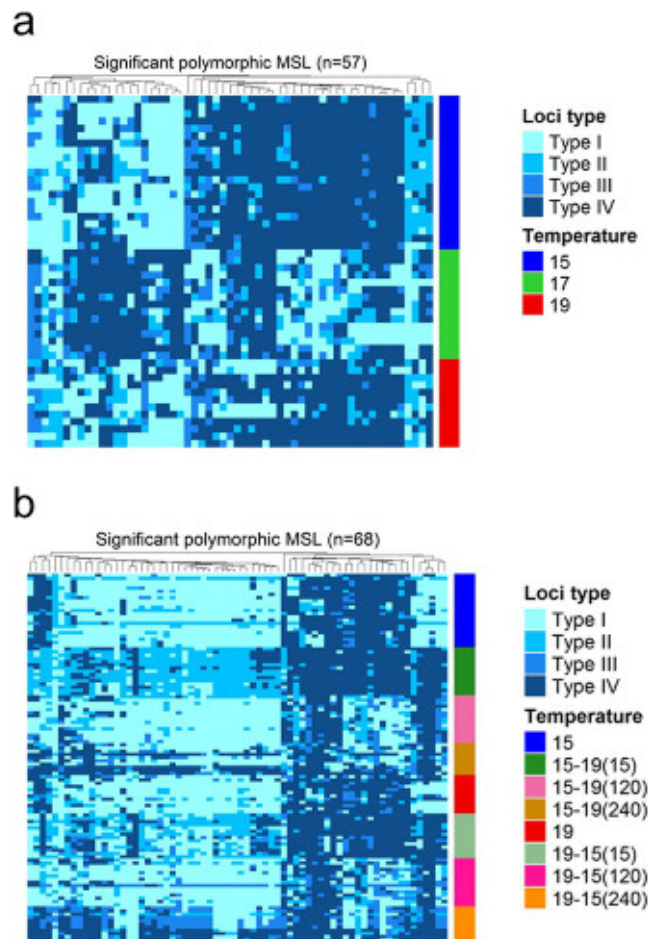 a
Significant polymorphic MSL (n=57)
Loci type
Type I
Type II
Type III
Type IV
Temperature
15
17
19
b
Significant polymorphic MSL (n=68)
Loci type
Type I
Type II
Type III
Type IV
Temperature
15
15-19(15)
15-19(120)
15-19(240)
19
19-15(15)
19-15(120)
19-15(240)